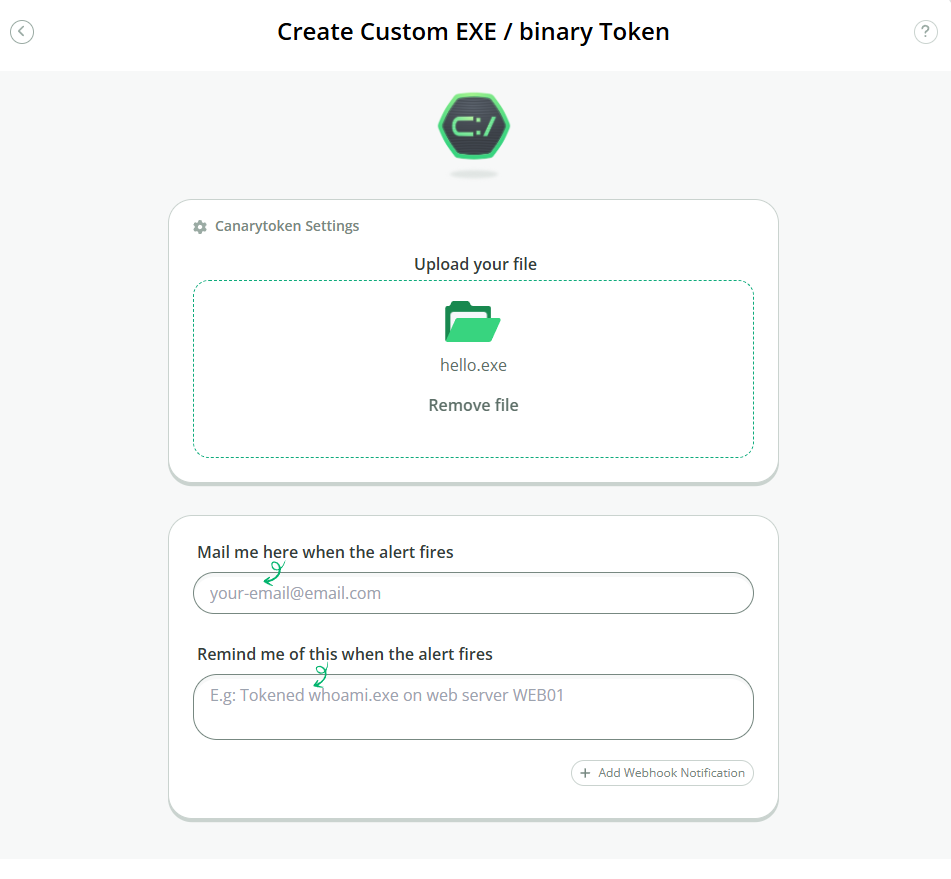 Create Custom EXE / binary Token
?
C:/
Canarytoken Settings
Upload your file
hello.exe
Remove file
Mail me here when the alert fires
your-email@email.com
Remind me of this when the alert fires
E.g: Tokened whoami.exe on web server WEB01
+ Add Webhook Notification